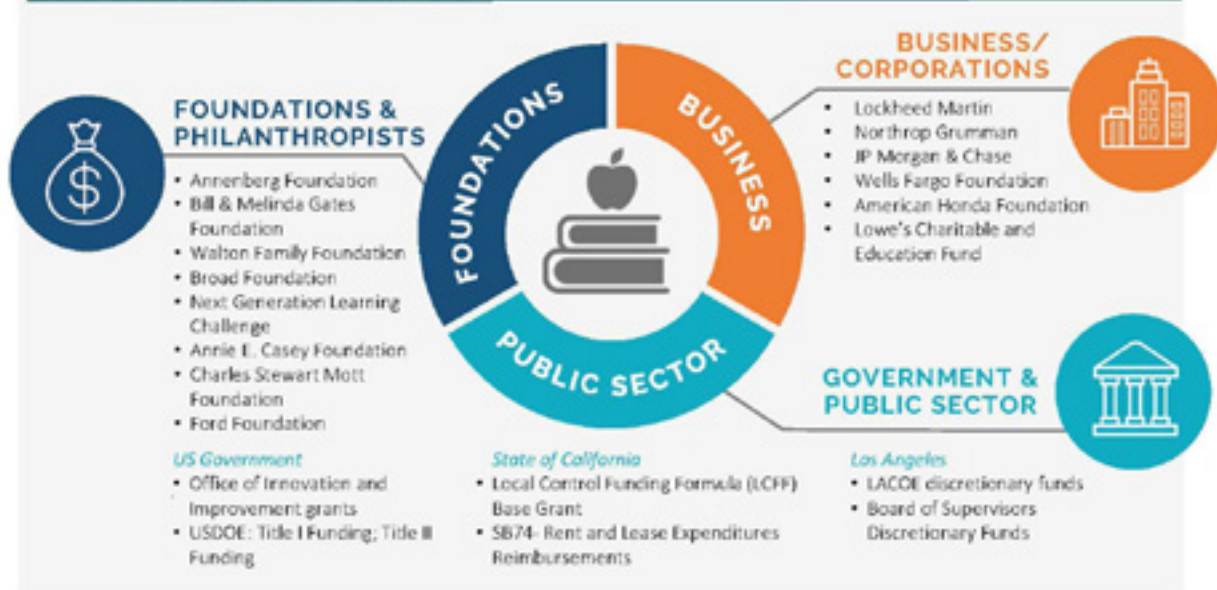 FOUNDATIONS &
PHILANTHROPISTS
• Annenberg Foundation
• Bill & Melinda Gates
Foundation
• Walton Family Foundation
• Broad Foundation
• Next Generation Learning
Challenge
• Annie E. Casey Foundation
• Charles Stewart Mott
Foundation
• Ford Foundation
FOUNDATIONS
BUSINESS
PUBLIC SECTOR
BUSINESS/
CORPORATIONS
• Lockheed Martin
• Northrop Grumman
• JP Morgan & Chase
• Wells Fargo Foundation
• American Honda Foundation
• Lowe's Charitable and
Education Fund
GOVERNMENT &
PUBLIC SECTOR
US Government
• Office of Innovation and
Improvement grants
• USDOE: Title I Funding; Title II
Funding
State of California
• Local Control Funding Formula (LCFF)
Base Grant
• SB74- Rent and Lease Expenditures
Reimbursements
Los Angeles
• LACOE discretionary funds
• Board of Supervisors
Discretionary Funds